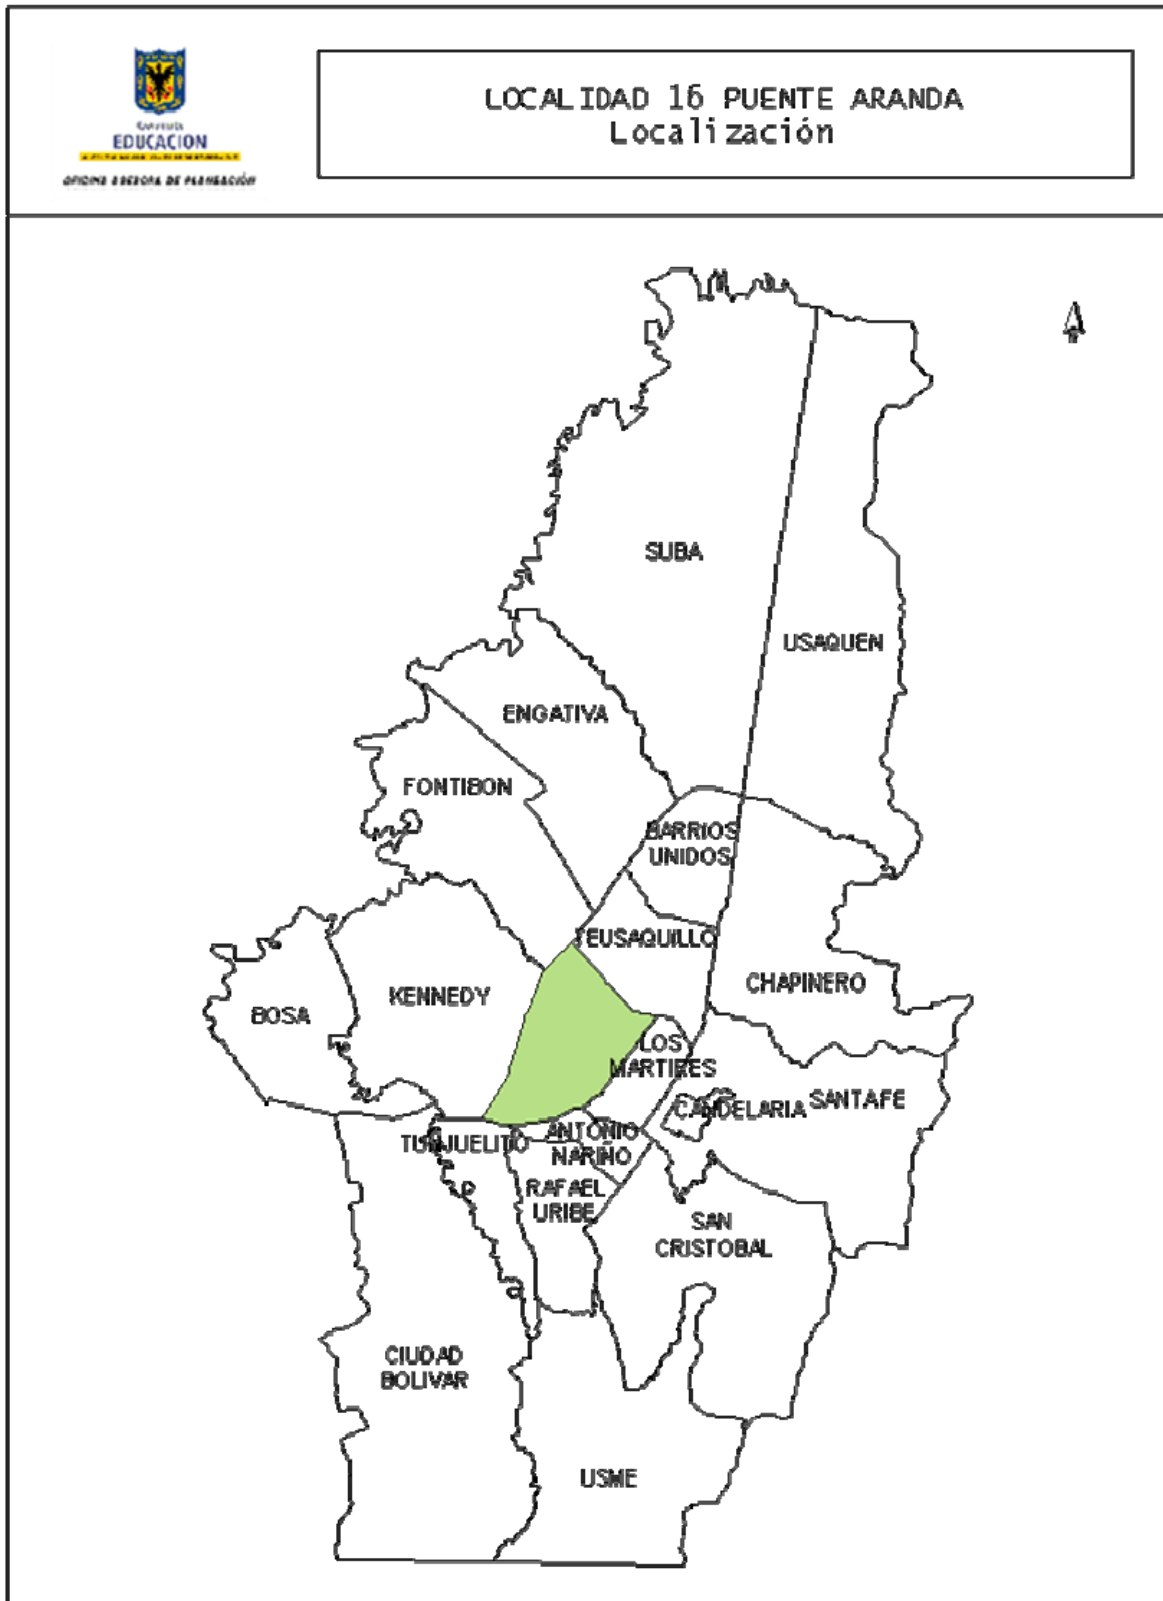 EDUCACION
LOCALIDAD 16 PUENTE ARANDA
Localización
SUBA
USAQUEN
ENGATIVA
FONTIBON
BARRIOS
UNIDOS
TEUSAQUILLO
CHAPINERO
KENNEDY
BOSA
LOS
MARTIRES
CANDELARIA
SANTAFE
TUNJUELITO
ANTONIO
NARIÑO
RAFAEL
URIBE
SAN
CRISTOBAL
CIUDAD
BOLIVAR
USME